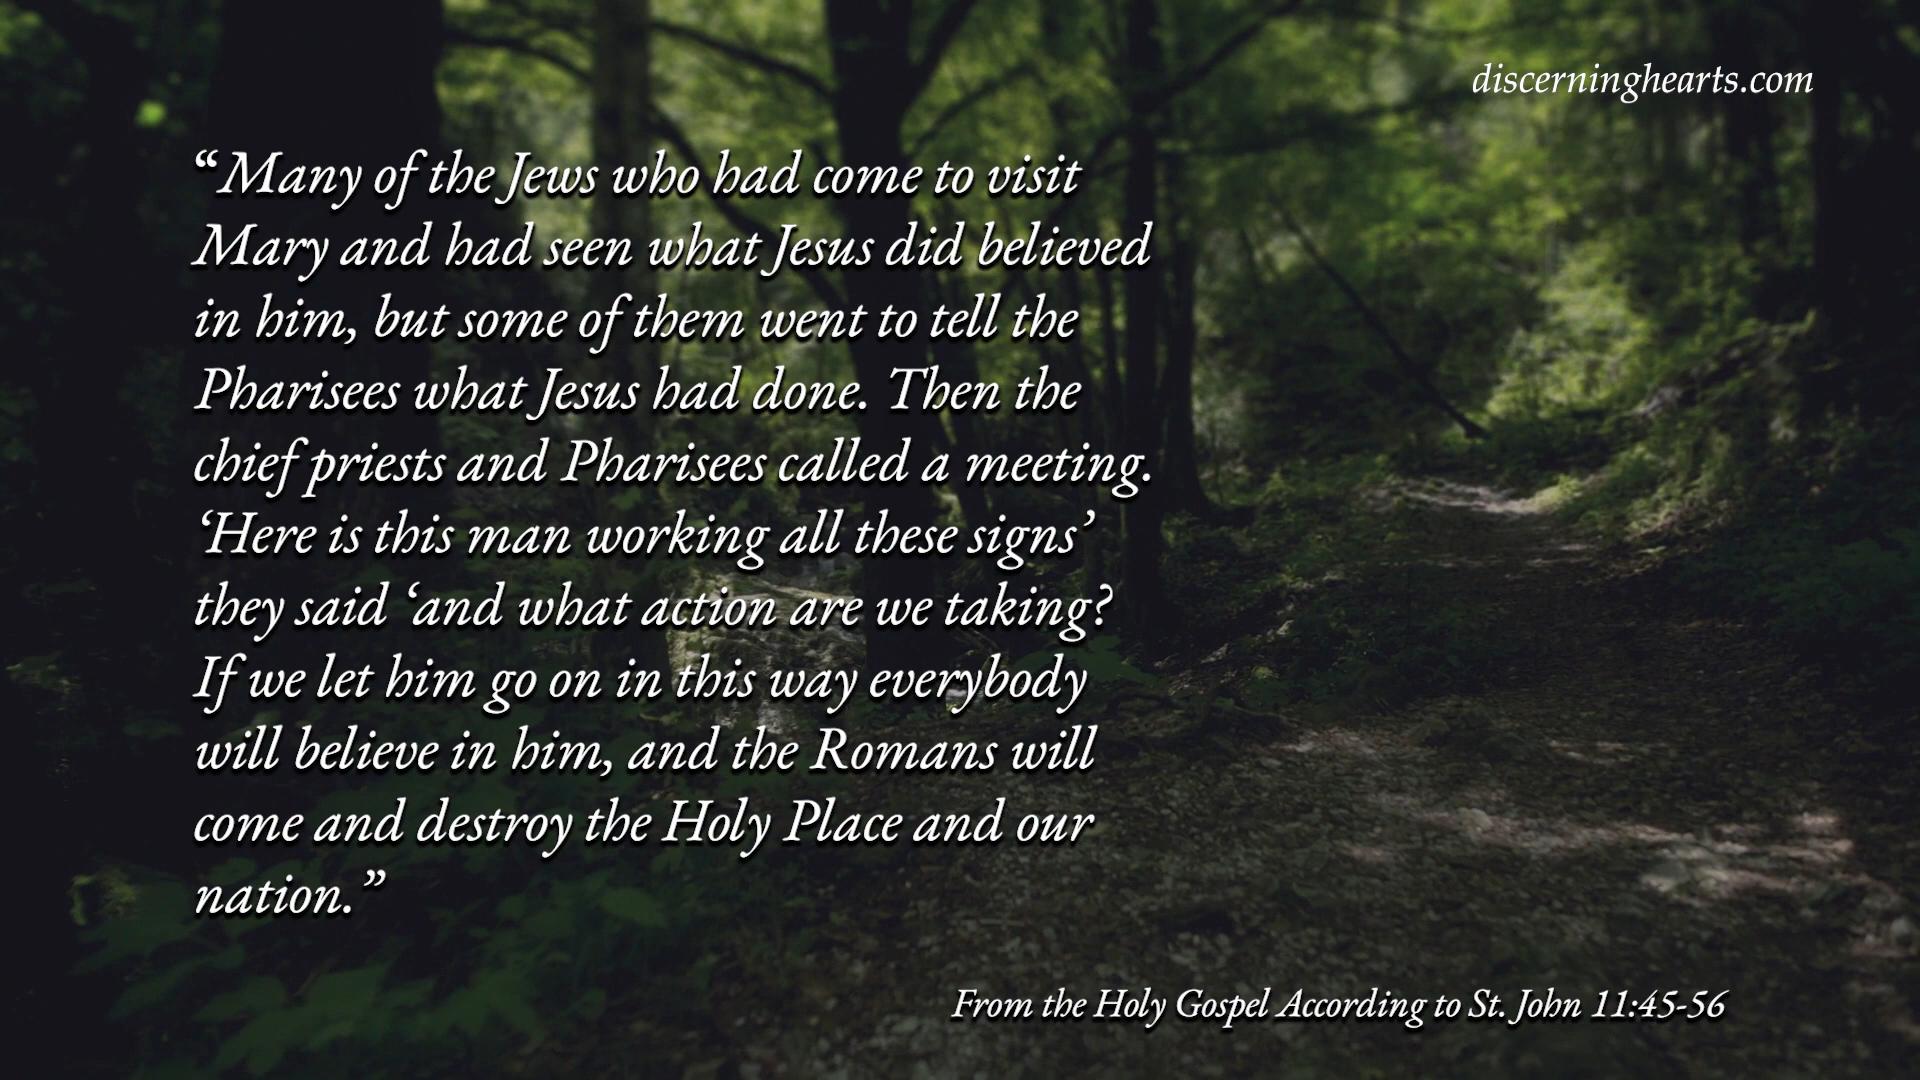 discerninghearts.com
“Many of the Jews who had come to visit
Mary and had seen what Jesus did believed
in him, but some of them went to tell the
Pharisees what Jesus had done. Then the
chief priests and Pharisees called a meeting.
‘Here is this man working all these signs’
they said ‘and what action are we taking?
If we let him go on in this way everybody
will believe in him, and the Romans will
come and destroy the Holy Place and our
nation.”
From the Holy Gospel According to St. John 11:45-56